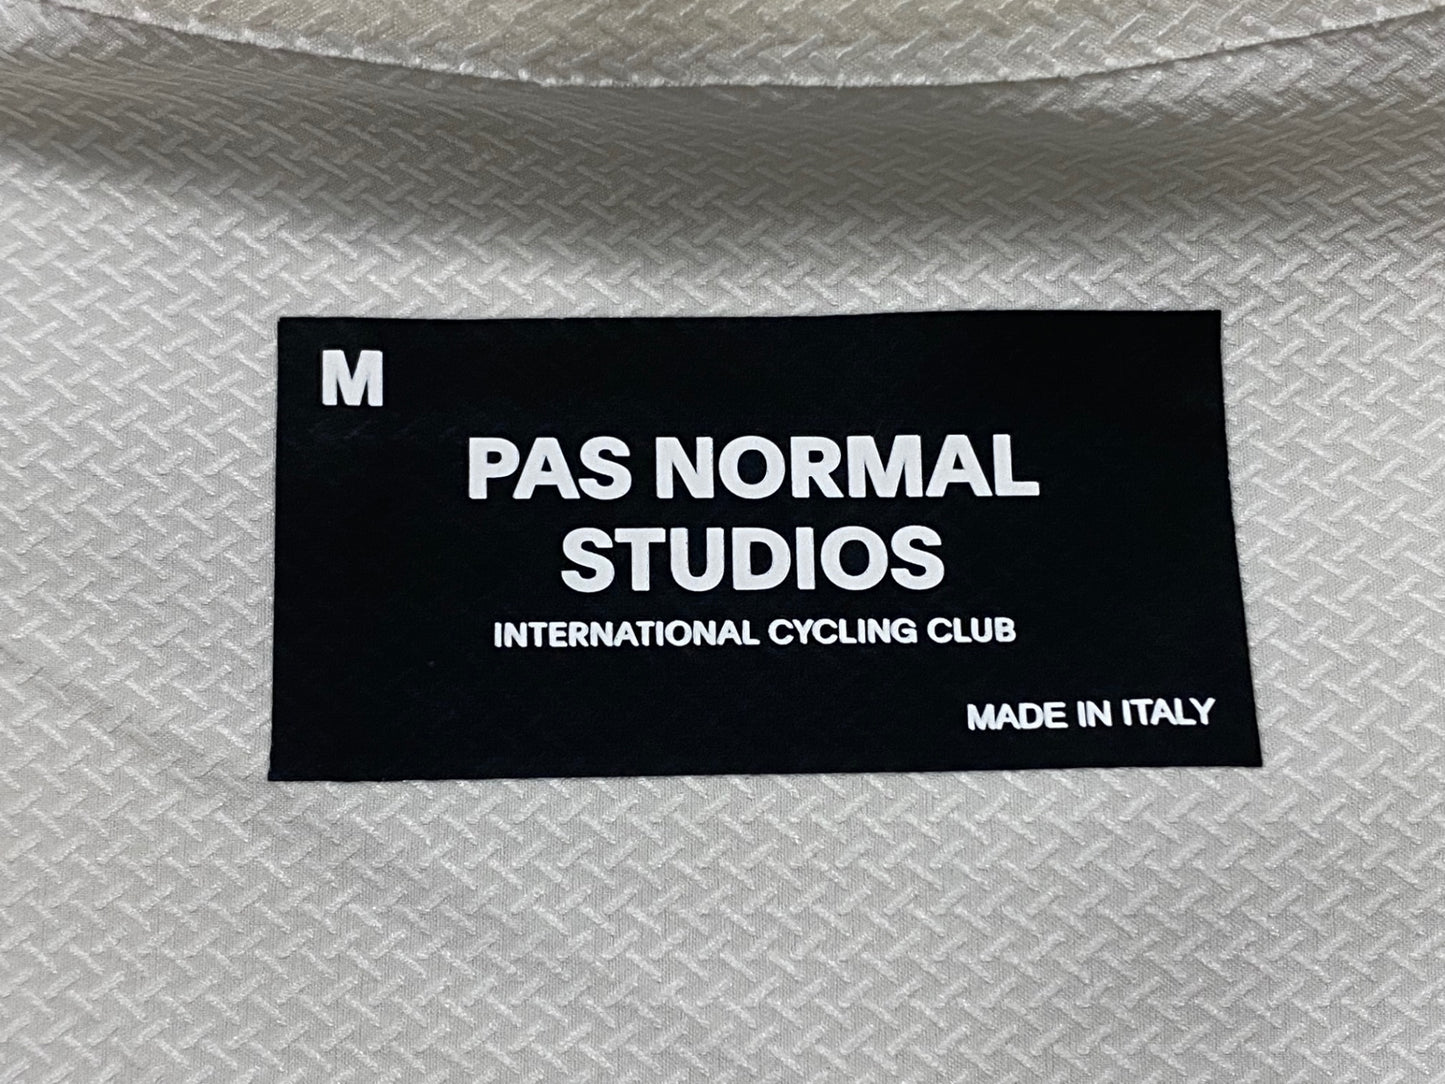 M
PAS NORMAL
STUDIOS
INTERNATIONAL CYCLING CLUB
MADE IN ITALY